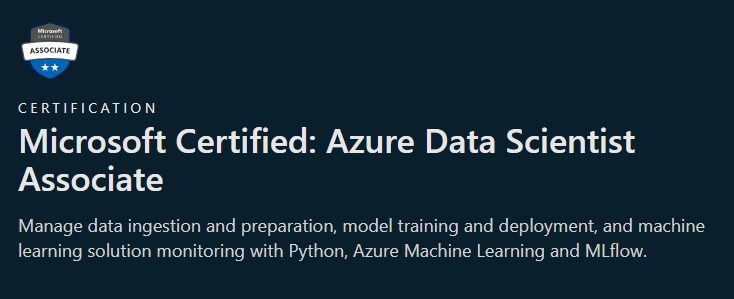 Microsoft
CERTIFIED
ASSOCIATE
CERTIFICATION
Microsoft Certified: Azure Data Scientist
Associate
Manage data ingestion and preparation, model training and deployment, and machine
learning solution monitoring with Python, Azure Machine Learning and MLflow.